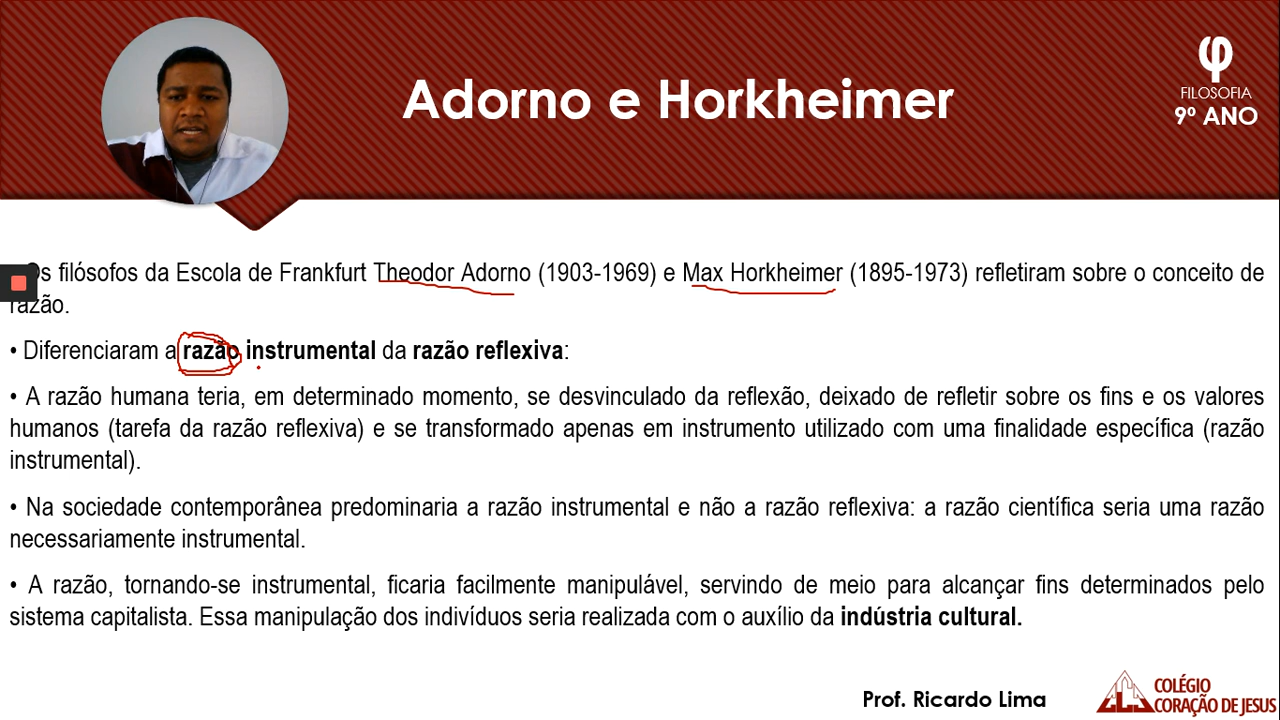 Adorno e Horkheimer
φ
FILOSOFIA
9º ANO
Os filósofos da Escola de Frankfurt Theodor Adorno (1903-1969) e Max Horkheimer (1895-1973) refletiram sobre o conceito de
razão.
• Diferenciaram a razão instrumental da razão reflexiva:
• A razão humana teria, em determinado momento, se desvinculado da reflexão, deixado de refletir sobre os fins e os valores
humanos (tarefa da razão reflexiva) e se transformado apenas em instrumento utilizado com uma finalidade específica (razão
instrumental).
• Na sociedade contemporânea predominaria a razão instrumental e não a razão reflexiva: a razão científica seria uma razão
necessariamente instrumental.
• A razão, tornando-se instrumental, ficaria facilmente manipulável, servindo de meio para alcançar fins determinados pelo
sistema capitalista. Essa manipulação dos indivíduos seria realizada com o auxílio da indústria cultural.
Prof. Ricardo Lima
COLÉGIO
CORAÇÃO DE JESUS